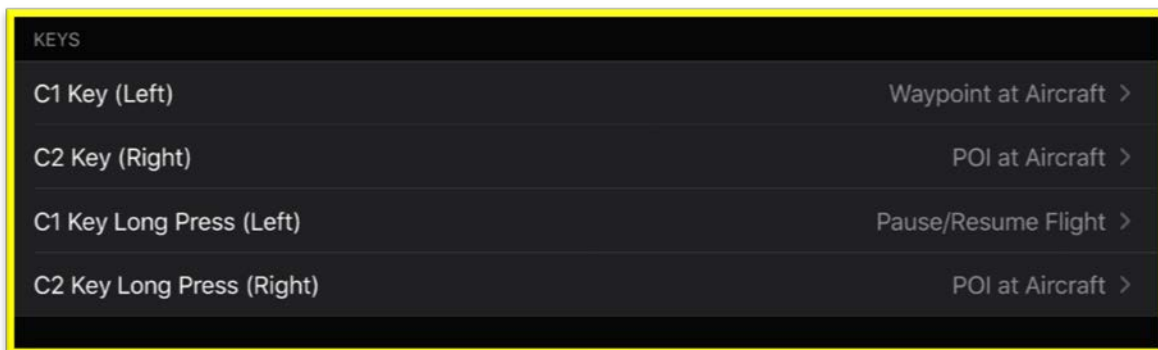 KEYS
C1 Key (Left) Waypoint at Aircraft >
C2 Key (Right) POI at Aircraft >
C1 Key Long Press (Left) Pause/Resume Flight >
C2 Key Long Press (Right) POI at Aircraft >